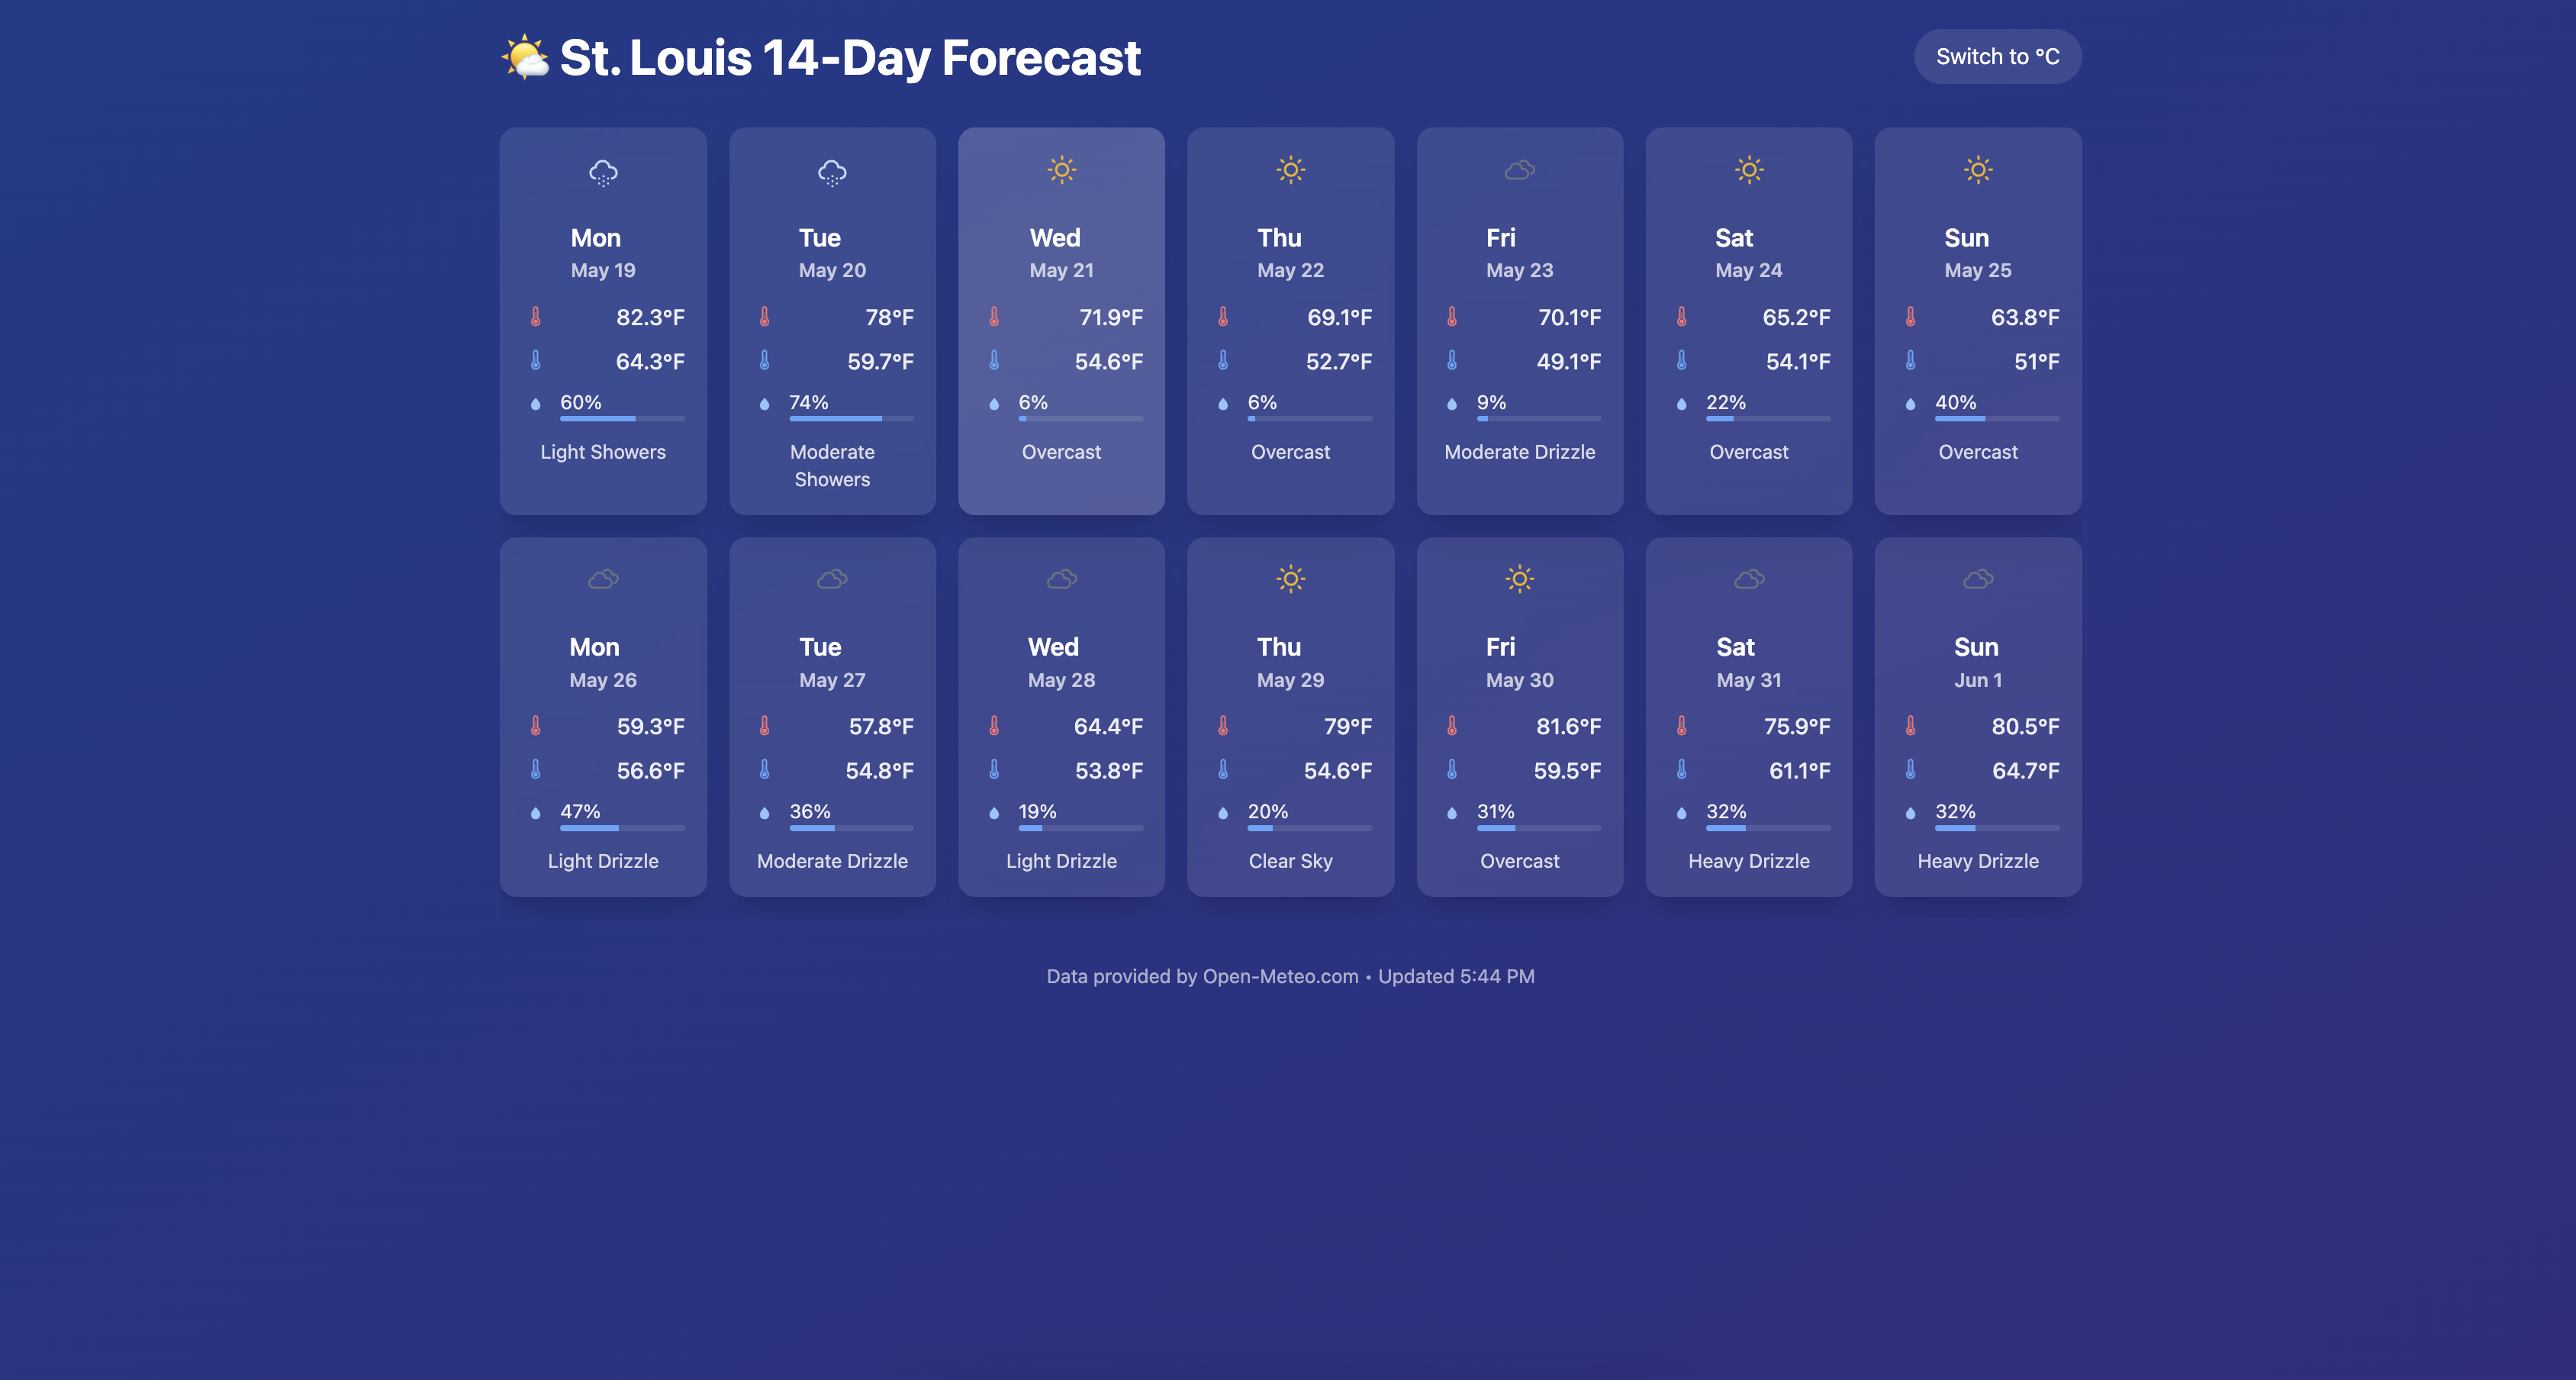 St. Louis 14-Day Forecast
Switch to °C
Mon
May 19
82.3°F
64.3°F
60%
Light Showers
Tue
May 20
78°F
59.7°F
74%
Moderate
Showers
Wed
May 21
71.9°F
54.6°F
6%
Overcast
Thu
May 22
69.1°F
52.7°F
6%
Overcast
Fri
May 23
70.1°F
49.1°F
9%
Moderate Drizzle
Sat
May 24
65.2°F
54.1°F
22%
Overcast
Sun
May 25
63.8°F
51°F
40%
Overcast
Mon
May 26
59.3°F
56.6°F
47%
Light Drizzle
Tue
May 27
57.8°F
54.8°F
36%
Moderate Drizzle
Wed
May 28
64.4°F
53.8°F
19%
Light Drizzle
Thu
May 29
79°F
54.6°F
20%
Clear Sky
Fri
May 30
81.6°F
59.5°F
31%
Overcast
Sat
May 31
75.9°F
61.1°F
32%
Heavy Drizzle
Sun
Jun 1
80.5°F
64.7°F
32%
Heavy Drizzle
Data provided by Open-Meteo.com • Updated 5:44 PM